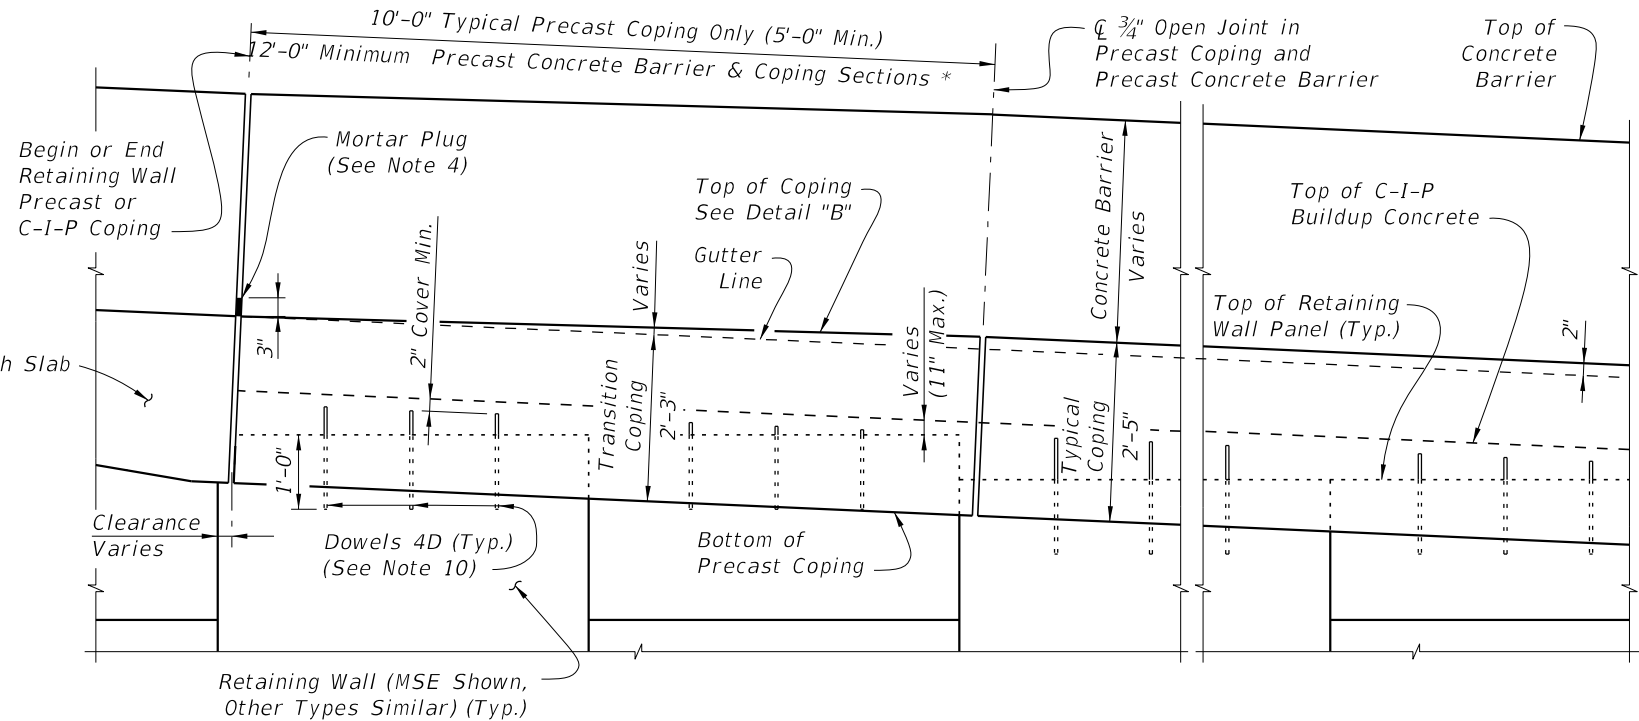 10'-0" Typical Precast Coping Only (5'-0" Min.)
12'-0" Minimum Precast Concrete Barrier & Coping Sections *
℄ ¾" Open Joint in
Precast Coping and
Precast Concrete Barrier
Top of
Concrete
Barrier
Begin or End
Retaining Wall
Precast or
C-I-P Coping
Mortar Plug
(See Note 4)
2" Cover Min.
Varies
Top of Coping
See Detail "B"
Gutter
Line
Concrete Barrier
Varies
Top of C-I-P
Buildup Concrete
Top of Retaining
Wall Panel (Typ.)
2"
3"
h Slab
Varies
(11" Max.)
Transition
Coping
2'-3"
Typical
Coping
2'-5"
1'-0"
Clearance
Varies
Dowels 4D (Typ.)
(See Note 10)
Bottom of
Precast Coping
Retaining Wall (MSE Shown,
Other Types Similar) (Typ.)